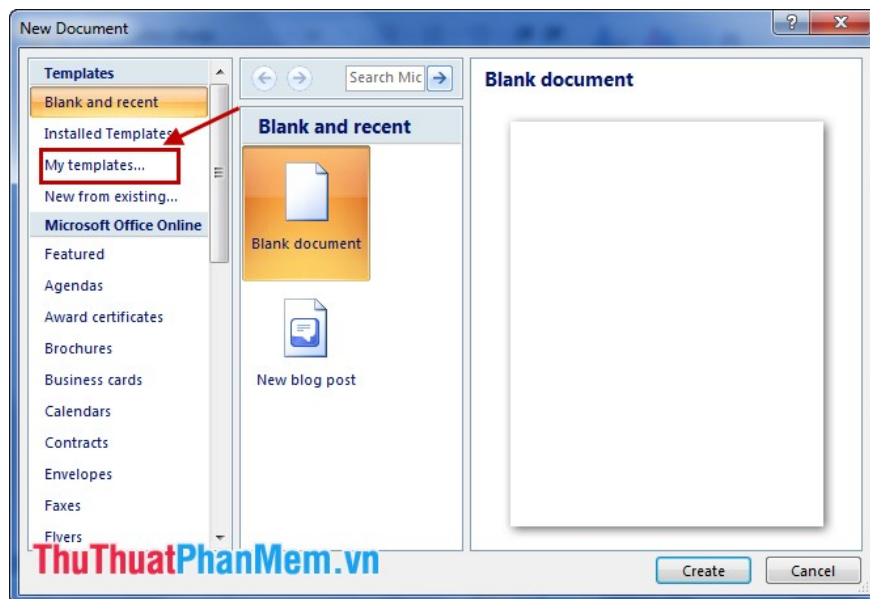 New Document
Templates
Blank and recent
Installed Templates
My templates...
New from existing...
Microsoft Office Online
Featured
Agendas
Award certificates
Brochures
Business cards
Calendars
Contracts
Envelopes
Faxes
Flyers
Search Mic
Blank and recent
Blank document
New blog post
Blank document
ThuThuatPhanMem.vn
Create
Cancel